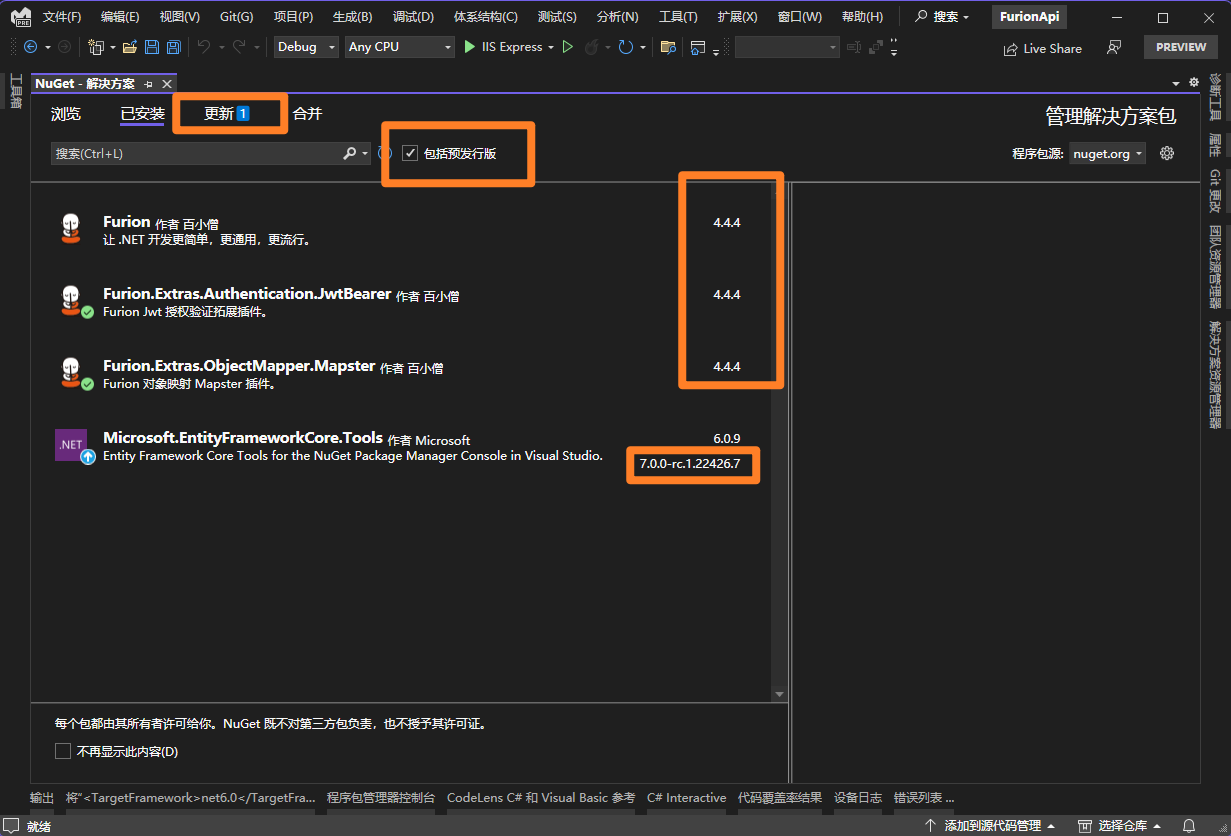 文件(F) 编辑(E) 视图(V) Git(G) 项目(P) 生成(B) 调试(D) 体系结构(C) 测试(S) 分析(N) 工具(T) 扩展(X) 窗口(W) 帮助(H) 搜索 FurionApi
Debug Any CPU IIS Express Live Share PREVIEW
工具箱
NuGet - 解决方案
浏览 已安装 更新 1 合并 管理解决方案包
搜索(Ctrl+L) 包括预发行版 程序包源: nuget.org
Furion 作者 百小僧 4.4.4
让 .NET 开发更简单，更通用，更流行。
Furion.Extras.Authentication.JwtBearer 作者 百小僧 4.4.4
Furion Jwt 授权验证拓展插件。
Furion.Extras.ObjectMapper.Mapster 作者 百小僧 4.4.4
Furion 对象映射 Mapster 插件。
.NET
Microsoft.EntityFrameworkCore.Tools 作者 Microsoft 6.0.9
Entity Framework Core Tools for the NuGet Package Manager Console in Visual Studio. 7.0.0-rc.1.22426.7
每个包都由其所有者许可给你。NuGet 既不对第三方包负责，也不授予其许可证。
不再显示此内容(D)
诊断工具
属性
Git 更改
团队资源管理器
解决方案资源管理器
输出 将"<TargetFramework>net6.0</TargetFra... 程序包管理器控制台 CodeLens C# 和 Visual Basic 参考 C# Interactive 代码覆盖率结果 设备日志 错误列表 ...
就绪 添加到源代码管理 选择仓库